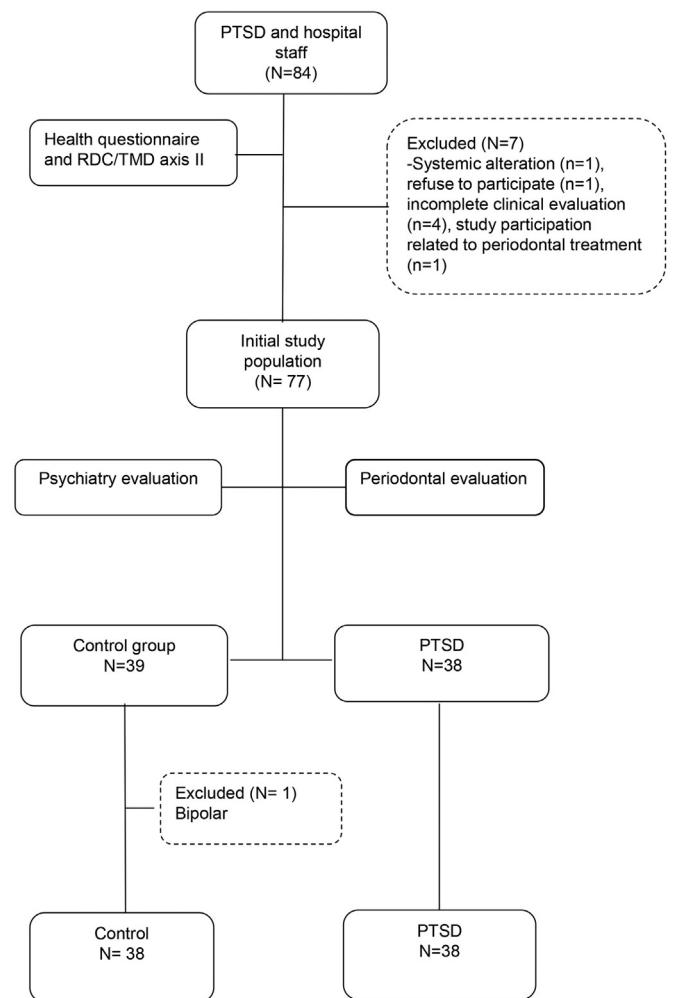 PTSD and hospital
staff
(N=84)
Health questionnaire
and RDC/TMD axis II
Excluded (N=7)
-Systemic alteration (n=1),
refuse to participate (n=1),
incomplete clinical evaluation
(n=4), study participation
related to periodontal treatment
(n=1)
Initial study
population
(N= 77)
Psychiatry evaluation
Periodontal evaluation
Control group
N=39
PTSD
N=38
Excluded (N= 1)
Bipolar
Control
N= 38
PTSD
N=38